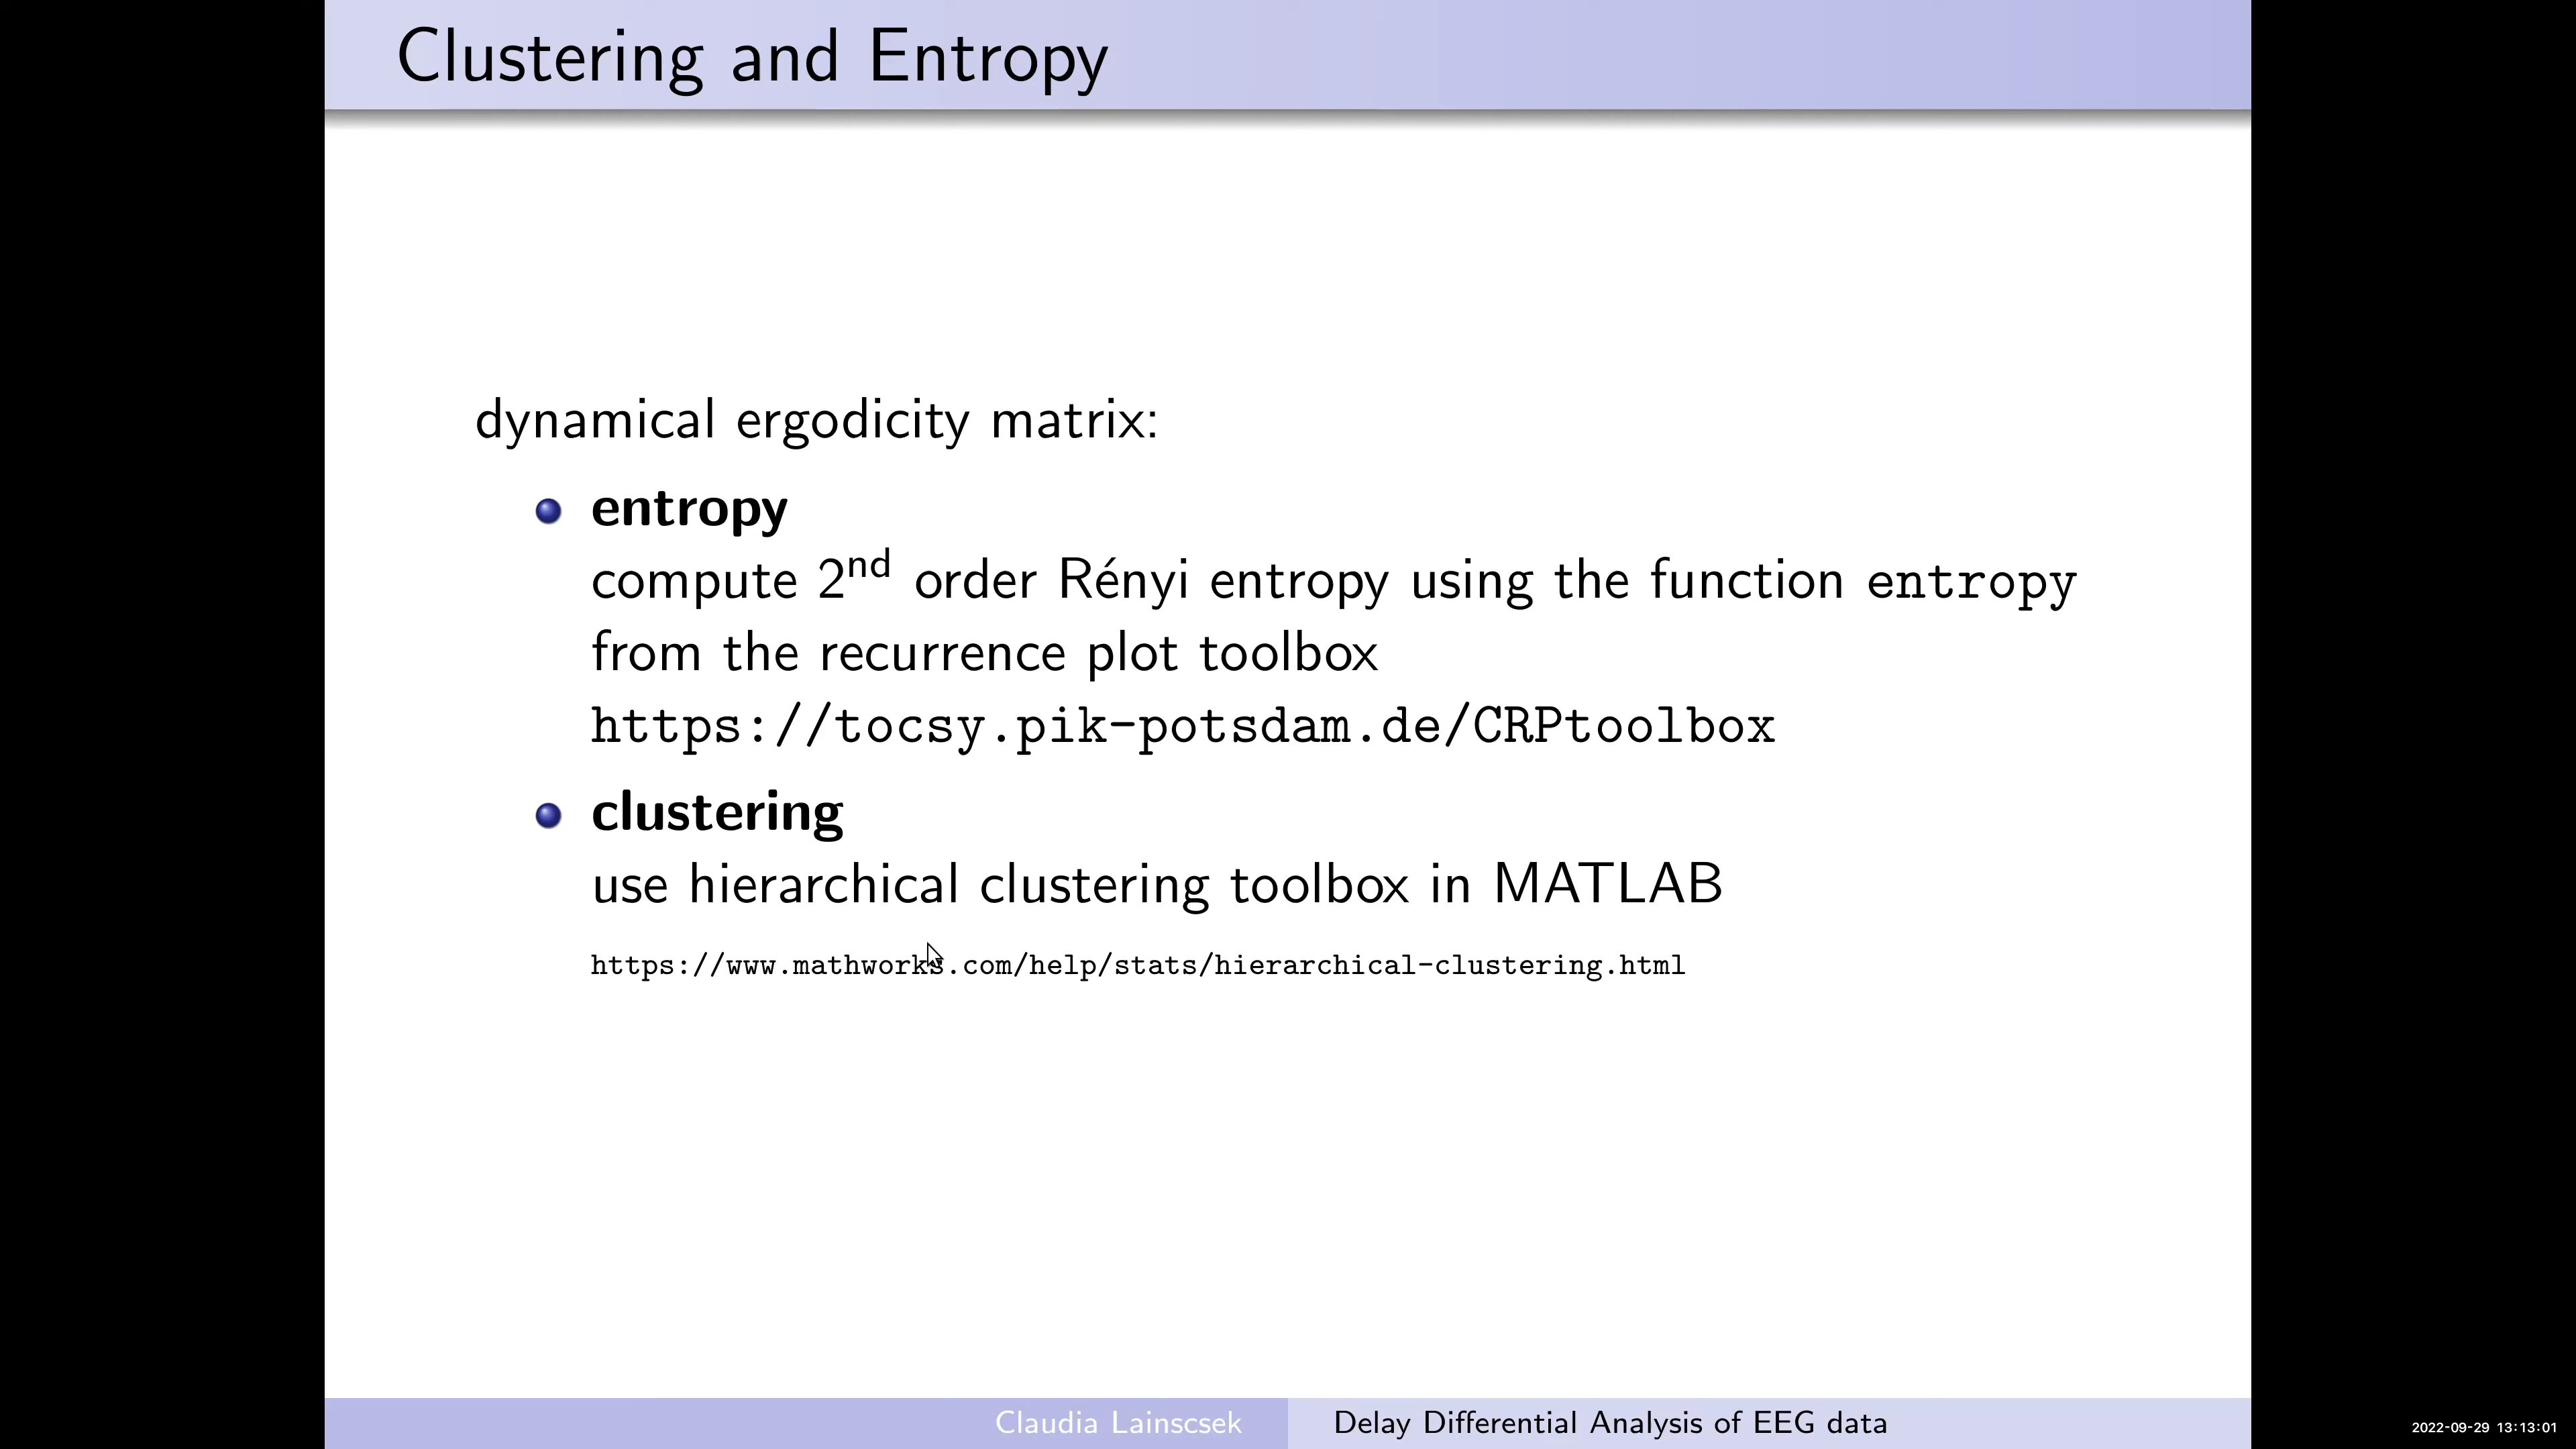 Clustering and Entropy
dynamical ergodicity matrix:
entropy
compute 2nd order Rényi entropy using the function entropy
from the recurrence plot toolbox
https://tocsy.pik-potsdam.de/CRPtoolbox
clustering
use hierarchical clustering toolbox in MATLAB
https://www.mathworks.com/help/stats/hierarchical-clustering.html
Claudia Lainscsek
Delay Differential Analysis of EEG data
2022-09-29 13:13:01